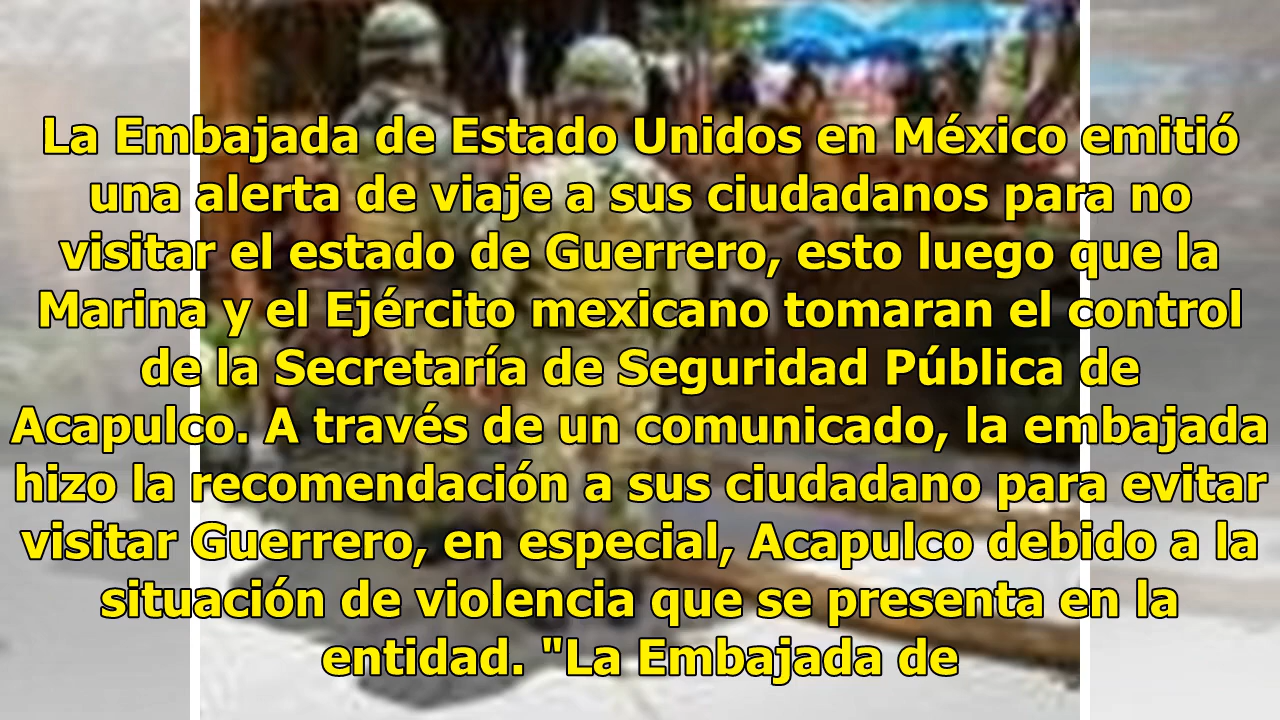 La Embajada de Estado Unidos en México emitió
una alerta de viaje a sus ciudadanos para no
visitar el estado de Guerrero, esto luego que la
Marina y el Ejército mexicano tomaran el control
de la Secretaría de Seguridad Pública de
Acapulco. A través de un comunicado, la embajada
hizo la recomendación a sus ciudadano para evitar
visitar Guerrero, en especial, Acapulco debido a la
situación de violencia que se presenta en la
entidad. "La Embajada de